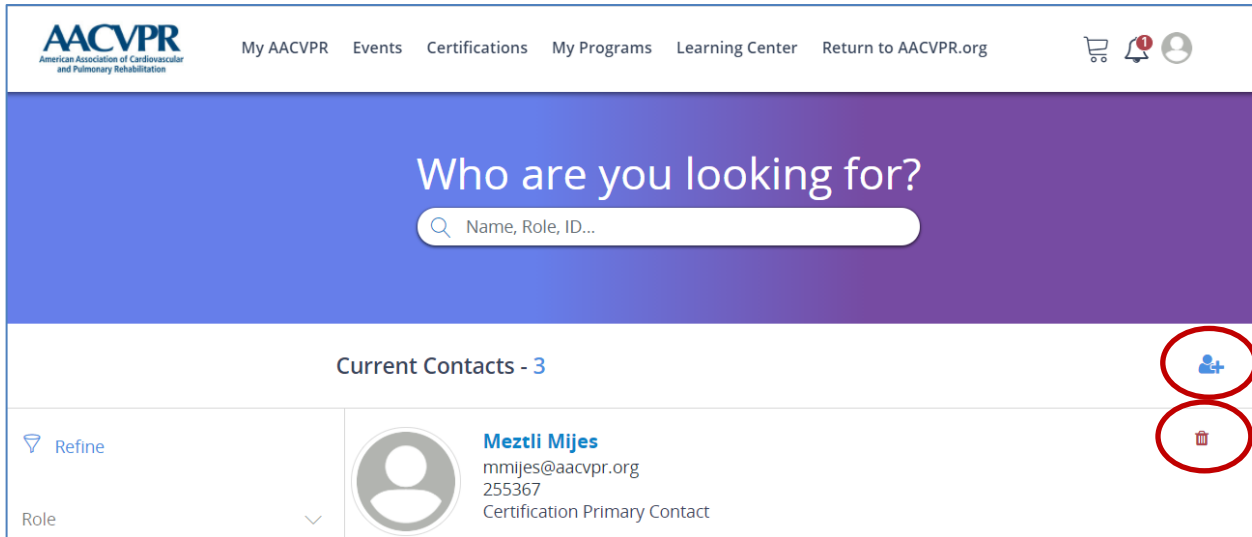 AACVPR
American Association of Cardiovascular
and Pulmonary Rehabilitation
My AACVPR Events Certifications My Programs Learning Center Return to AACVPR.org
1
Who are you looking for?
Name, Role, ID...
Current Contacts - 3
Refine
Role
Meztli Mijes
mmijes@aacvpr.org
255367
Certification Primary Contact